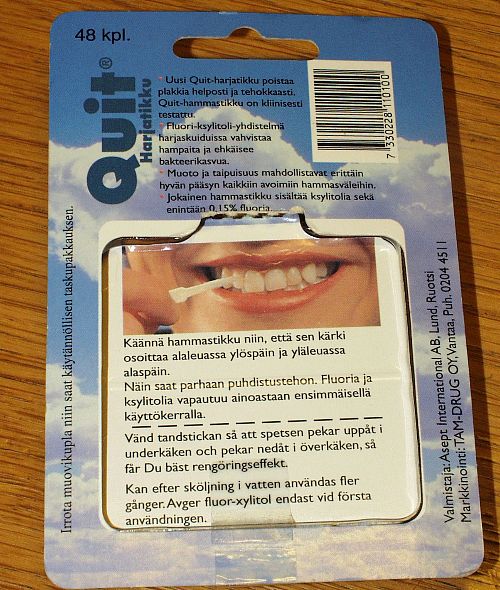 48 kpl.
Quit®
Harjatikku
• Uusi Quit-harjatikku poistaa
plakkia helposti ja tehokkaasti.
Quit-hammastikku on kliinisesti
testattu.
• Fluori-ksylitoli-yhdistelmä
harjaskuiduissa vahvistaa
hampaita ja ehkäisee
bakteerikasvua.
• Muoto ja taipuisuus mahdollistavat erittäin
hyvän pääsyn kaikkiin avoimiin hammasväleihin.
• Jokainen hammastikku sisältää ksylitolia sekä
enintään 0,15% fluoria.
7 330228 110100
Irrota muovikupla niin saat käytännöllisen taskupakkauksen.
Käännä hammastikku niin, että sen kärki
osoittaa alaleuassa ylöspäin ja yläleuassa
alaspäin.
Näin saat parhaan puhdistustehon. Fluoria ja
ksylitolia vapautuu ainoastaan ensimmäisellä
käyttökerralla.
Vänd tandstickan så att spetsen pekar uppåt i
underkäken och pekar nedåt i överkäken, så
får Du bäst rengöringseffekt.
Kan efter sköljning i vatten användas fler
gånger. Avger fluor-xylitol endast vid första
användningen.
Valmistaja: Asept International AB, Lund, Ruotsi
Markkinointi: TAM-DRUG OY, Vantaa, Puh. 0204 4511